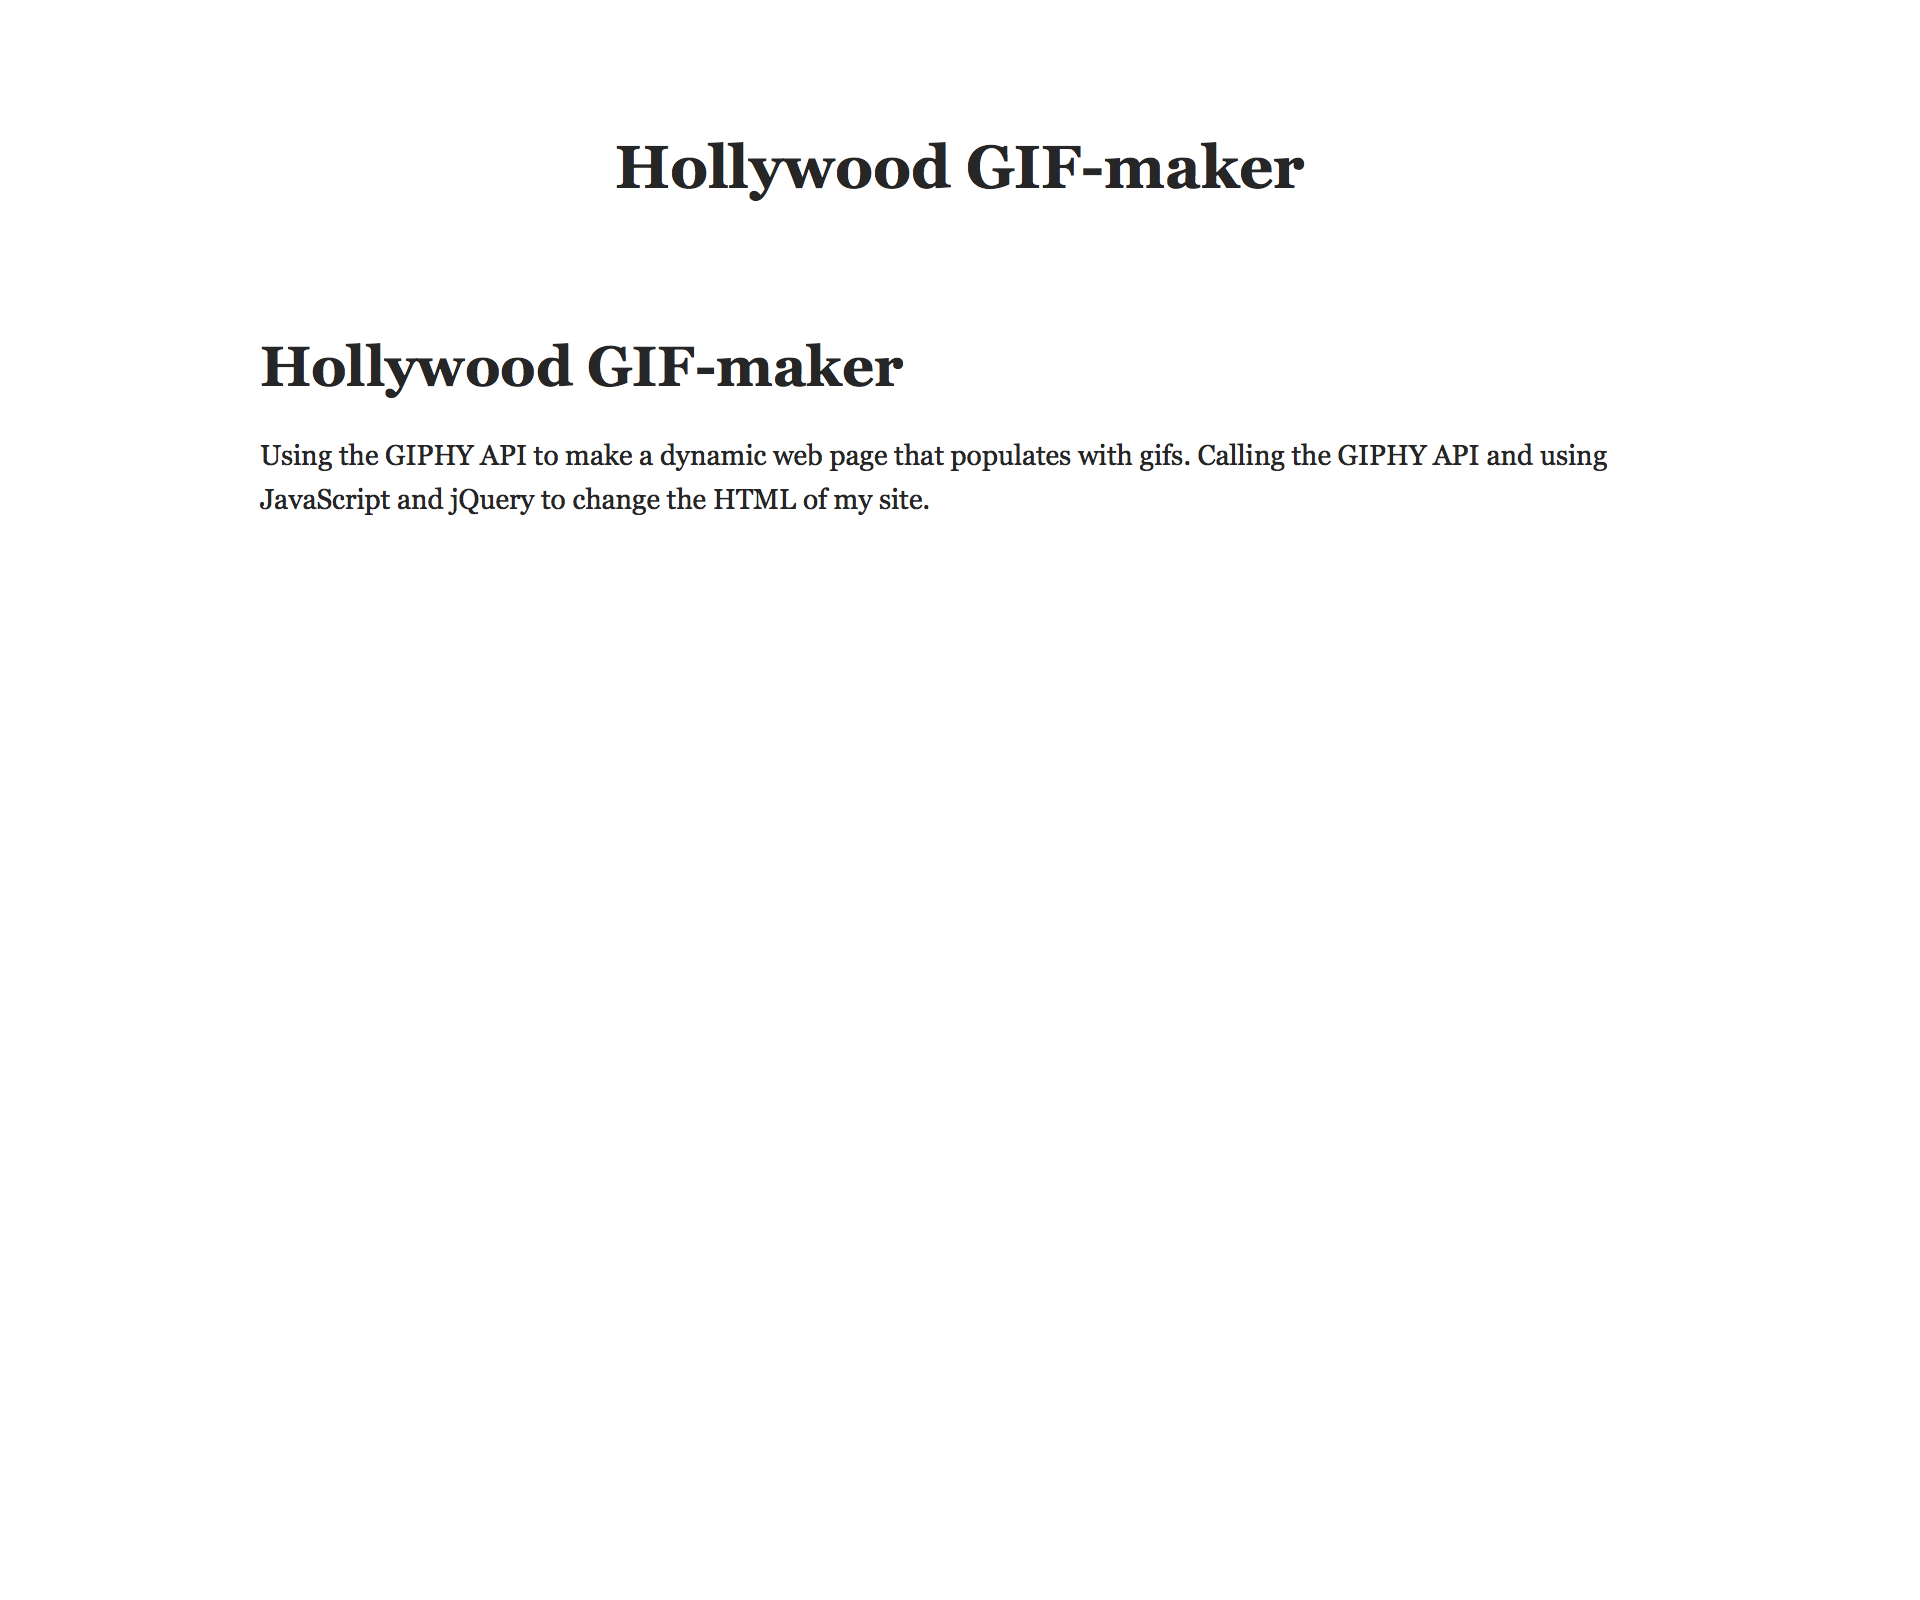 Hollywood GIF-maker
Hollywood GIF-maker
Using the GIPHY API to make a dynamic web page that populates with gifs. Calling the GIPHY API and using
JavaScript and jQuery to change the HTML of my site.